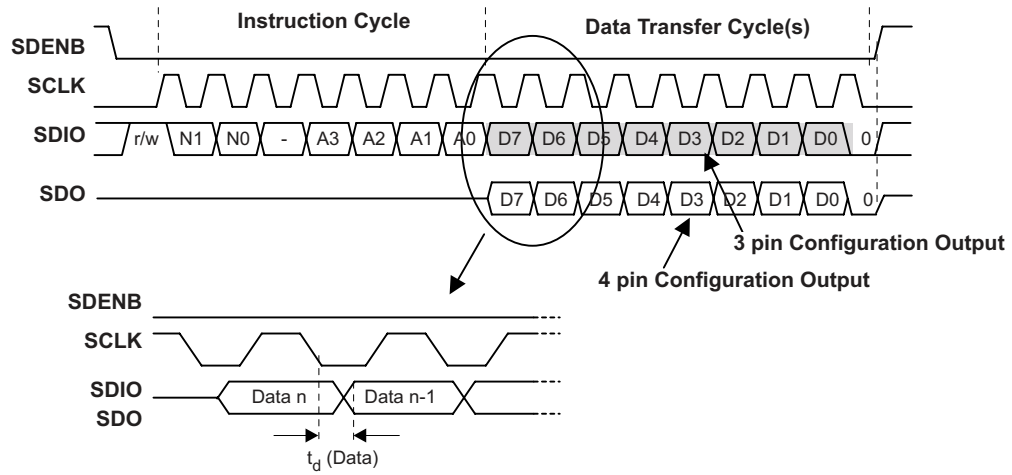 Instruction Cycle Data Transfer Cycle(s)
SDENB
SCLK
SDIO r/w N1 N0 - A3 A2 A1 A0 D7 D6 D5 D4 D3 D2 D1 D0 0
SDO D7 D6 D5 D4 D3 D2 D1 D0 0
3 pin Configuration Output
4 pin Configuration Output
SDENB
SCLK
SDIO Data n Data n-1
SDO
td (Data)